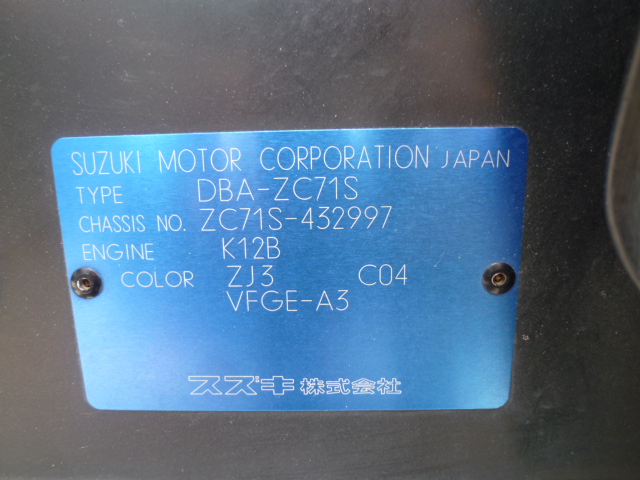 SUZUKI MOTOR CORPORATION JAPAN
TYPE DBA-ZC71S
CHASSIS NO. ZC71S-432997
ENGINE K12B
COLOR ZJ3 C04
VFGE-A3
スズキ株式会社